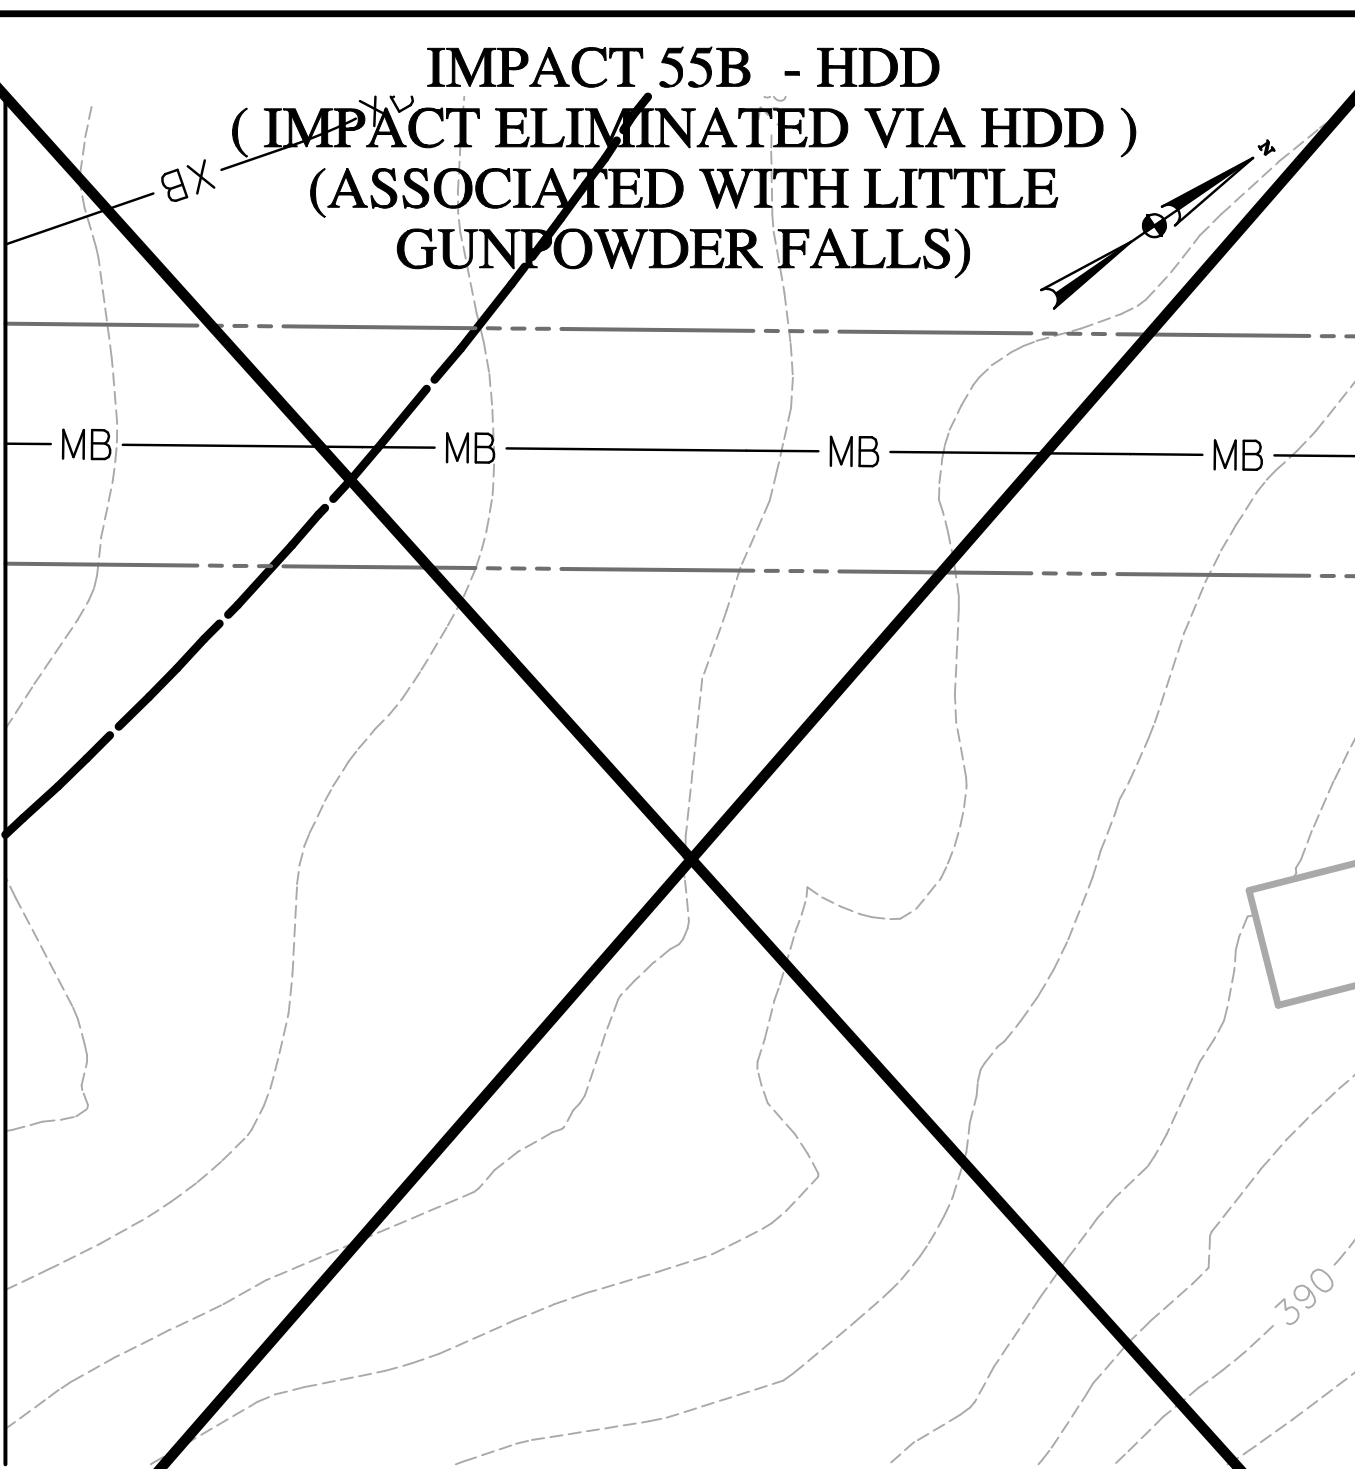 IMPACT 55B - HDD
( IMPACT ELIMINATED VIA HDD )
(ASSOCIATED WITH LITTLE
GUNPOWDER FALLS)
N
XB
MB MB MB MB
390